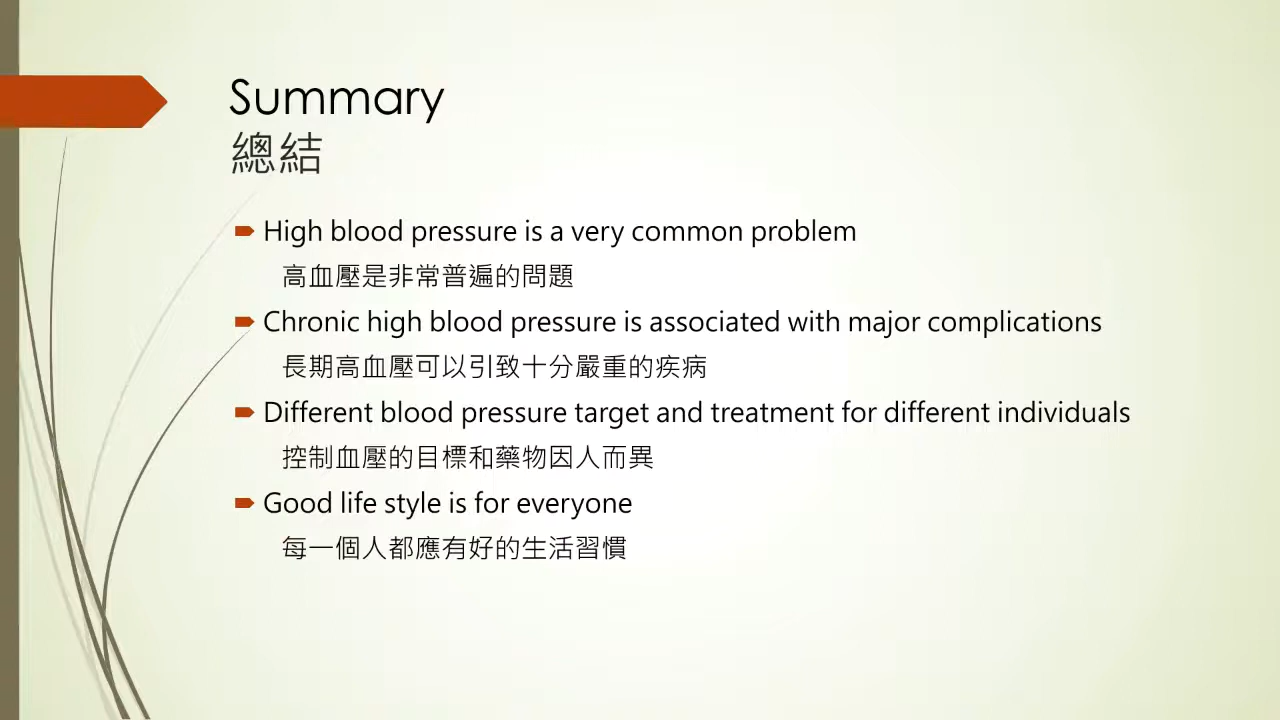 Summary
總結
High blood pressure is a very common problem
高血壓是非常普遍的問題
Chronic high blood pressure is associated with major complications
長期高血壓可以引致十分嚴重的疾病
Different blood pressure target and treatment for different individuals
控制血壓的目標和藥物因人而異
Good life style is for everyone
每一個人都應有好的生活習慣